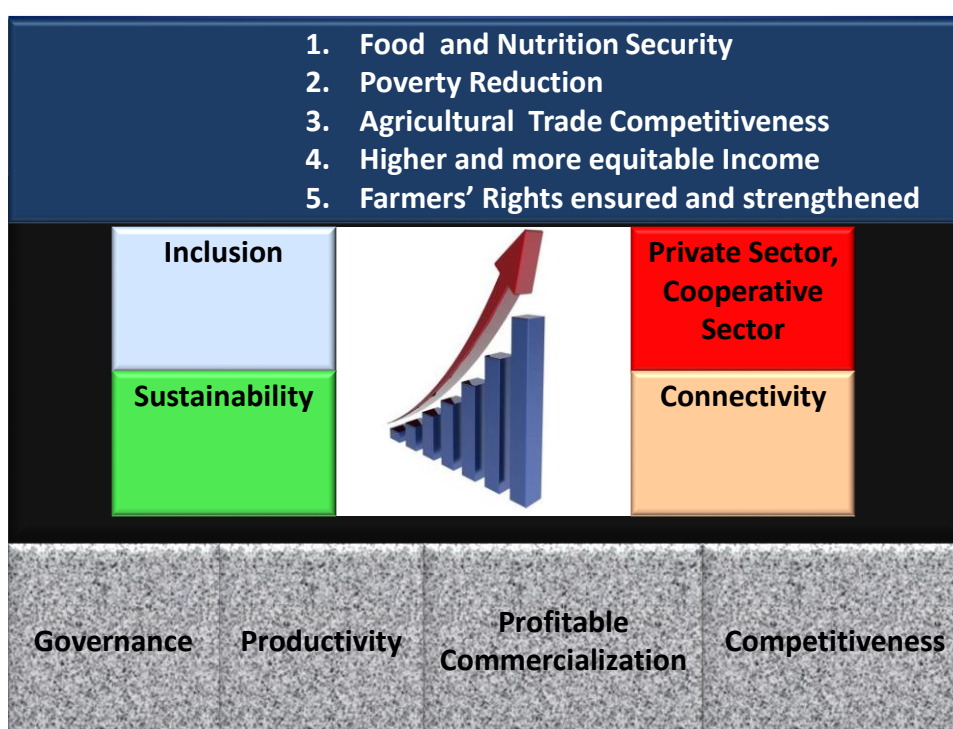 1. Food and Nutrition Security
2. Poverty Reduction
3. Agricultural Trade Competitiveness
4. Higher and more equitable Income
5. Farmers’ Rights ensured and strengthened
Inclusion
Private Sector,
Cooperative
Sector
Sustainability
Connectivity
Governance
Productivity
Profitable
Commercialization
Competitiveness